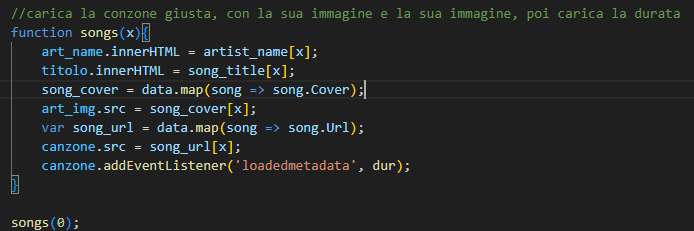 //carica la conzone giusta, con la sua immagine e la sua immagine, poi carica la durata
function songs(x){
    art_name.innerHTML = artist_name[x];
    titolo.innerHTML = song_title[x];
    song_cover = data.map(song => song.Cover);
    art_img.src = song_cover[x];
    var song_url = data.map(song => song.Url);
    canzone.src = song_url[x];
    canzone.addEventListener('loadedmetadata', dur);
}
songs(0);